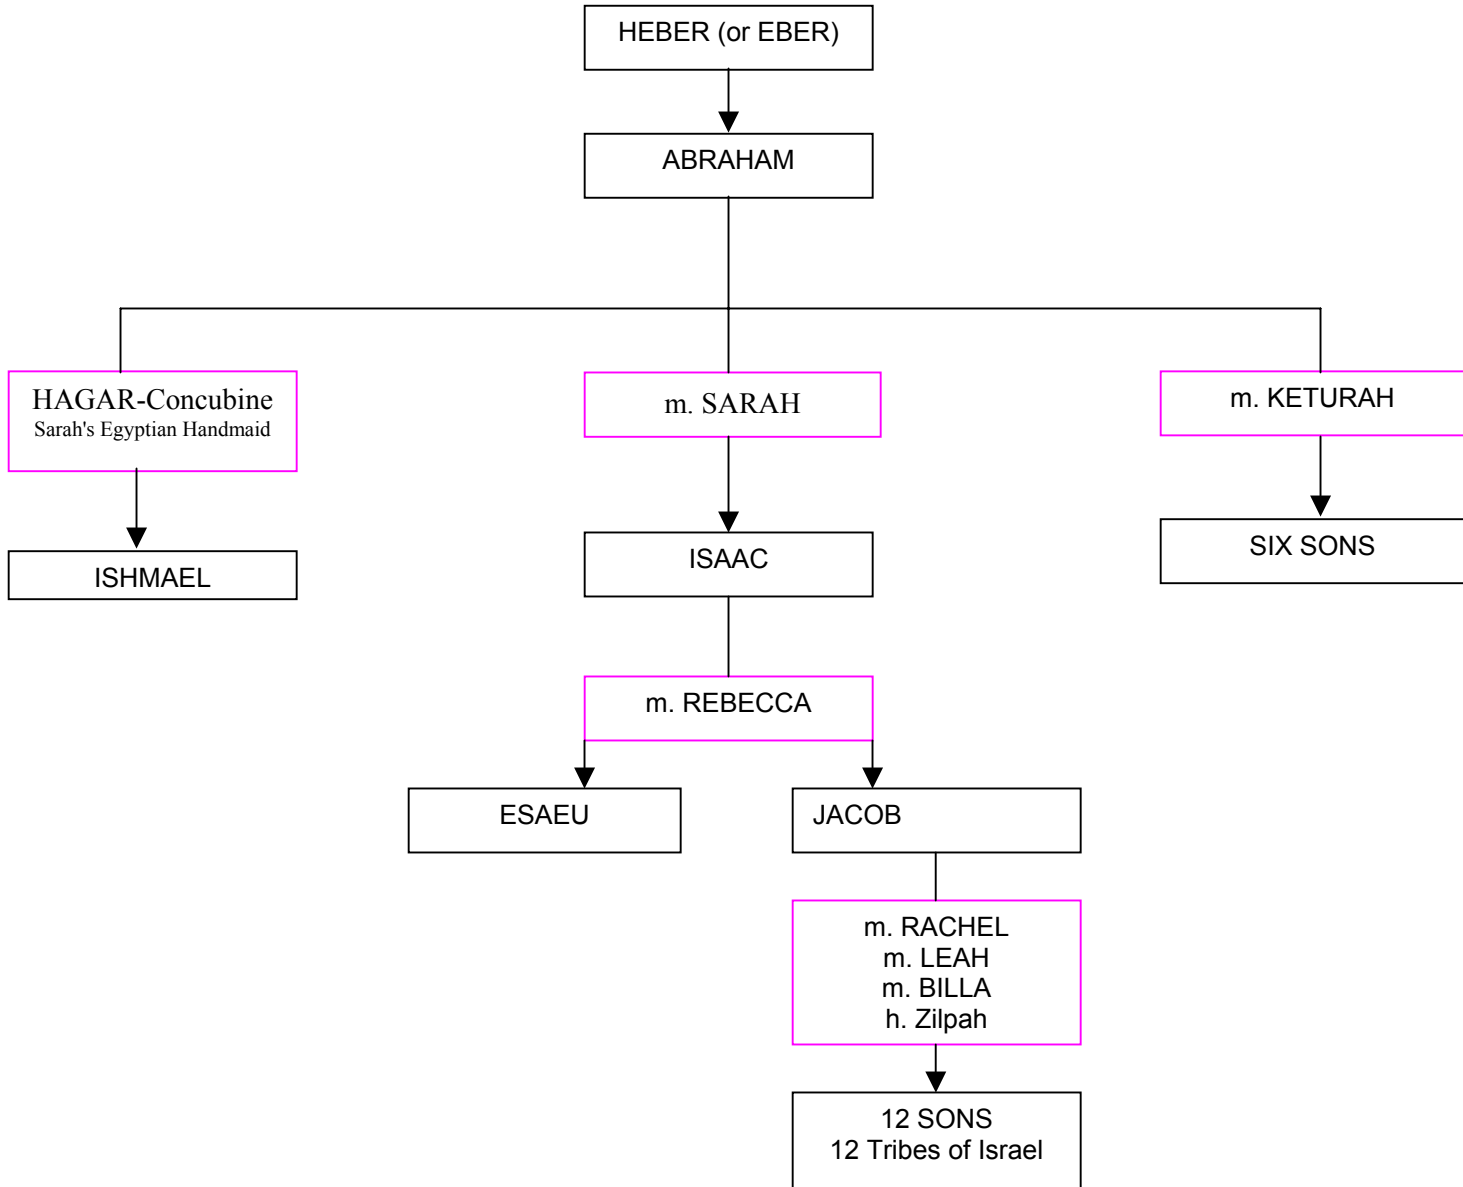 HEBER (or EBER)
ABRAHAM
HAGAR-Concubine
Sarah's Egyptian Handmaid
m. SARAH
m. KETURAH
ISHMAEL
ISAAC
SIX SONS
m. REBECCA
ESAEU
JACOB
m. RACHEL
m. LEAH
m. BILLA
h. Zilpah
12 SONS
12 Tribes of Israel